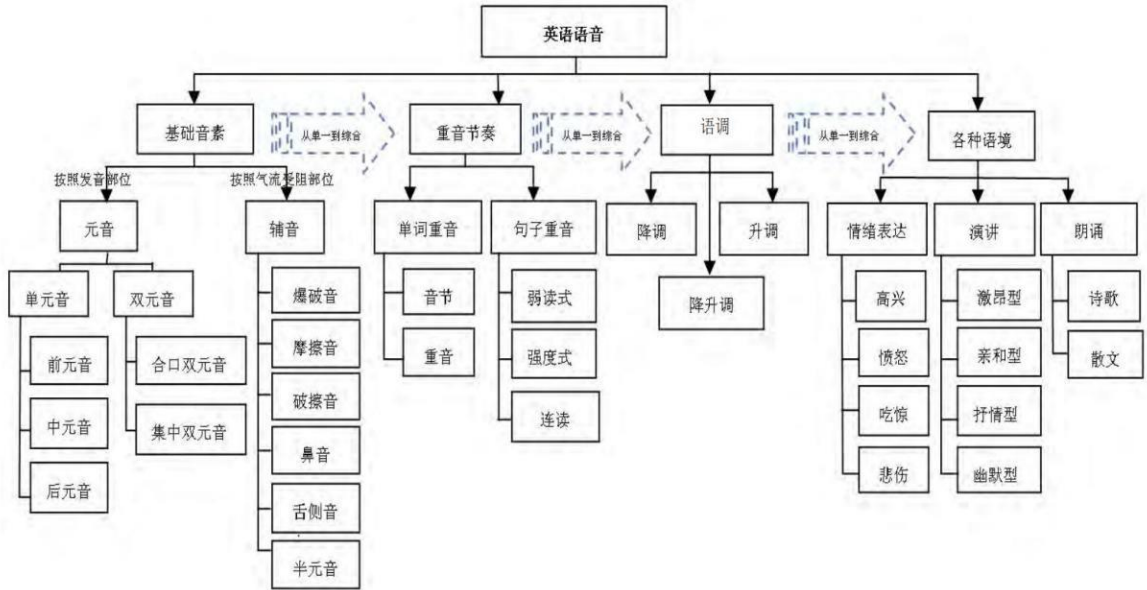 英语语音
基础音素
从单一到综合
重音节奏
从单一到综合
语调
从单一到综合
各种语境
按照发音部位
按照气流受阻部位
元音
辅音
单词重音
句子重音
降调
升调
情绪表达
演讲
朗诵
单元音
双元音
爆破音
音节
弱读式
降升调
高兴
激昂型
诗歌
前元音
合口双元音
摩擦音
重音
强度式
愤怒
亲和型
散文
中元音
集中双元音
破擦音
连读
吃惊
抒情型
后元音
鼻音
悲伤
幽默型
舌侧音
半元音